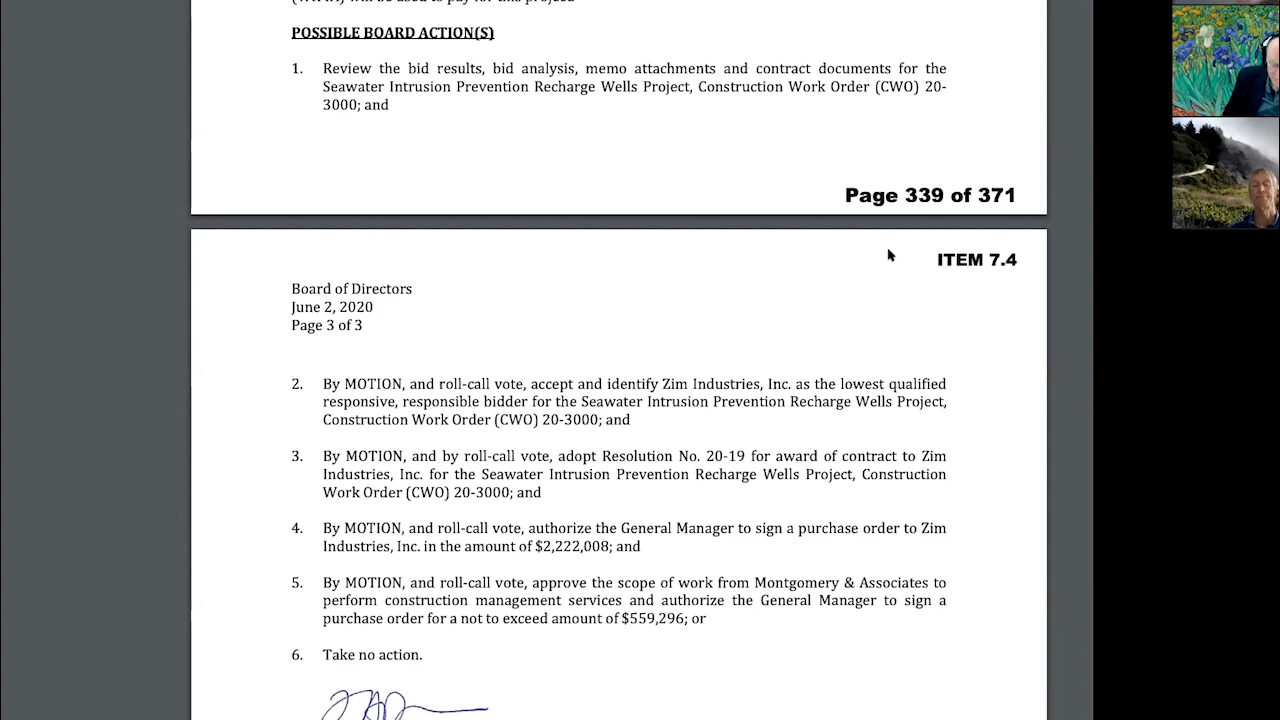 (WIFIA) will be used to pay for this project
POSSIBLE BOARD ACTION(S)
1. Review the bid results, bid analysis, memo attachments and contract documents for the
Seawater Intrusion Prevention Recharge Wells Project, Construction Work Order (CWO) 20-
3000; and
Page 339 of 371
ITEM 7.4
Board of Directors
June 2, 2020
Page 3 of 3
2. By MOTION, and roll-call vote, accept and identify Zim Industries, Inc. as the lowest qualified
responsive, responsible bidder for the Seawater Intrusion Prevention Recharge Wells Project,
Construction Work Order (CWO) 20-3000; and
3. By MOTION, and by roll-call vote, adopt Resolution No. 20-19 for award of contract to Zim
Industries, Inc. for the Seawater Intrusion Prevention Recharge Wells Project, Construction
Work Order (CWO) 20-3000; and
4. By MOTION, and roll-call vote, authorize the General Manager to sign a purchase order to Zim
Industries, Inc. in the amount of $2,222,008; and
5. By MOTION, and roll-call vote, approve the scope of work from Montgomery & Associates to
perform construction management services and authorize the General Manager to sign a
purchase order for a not to exceed amount of $559,296; or
6. Take no action.